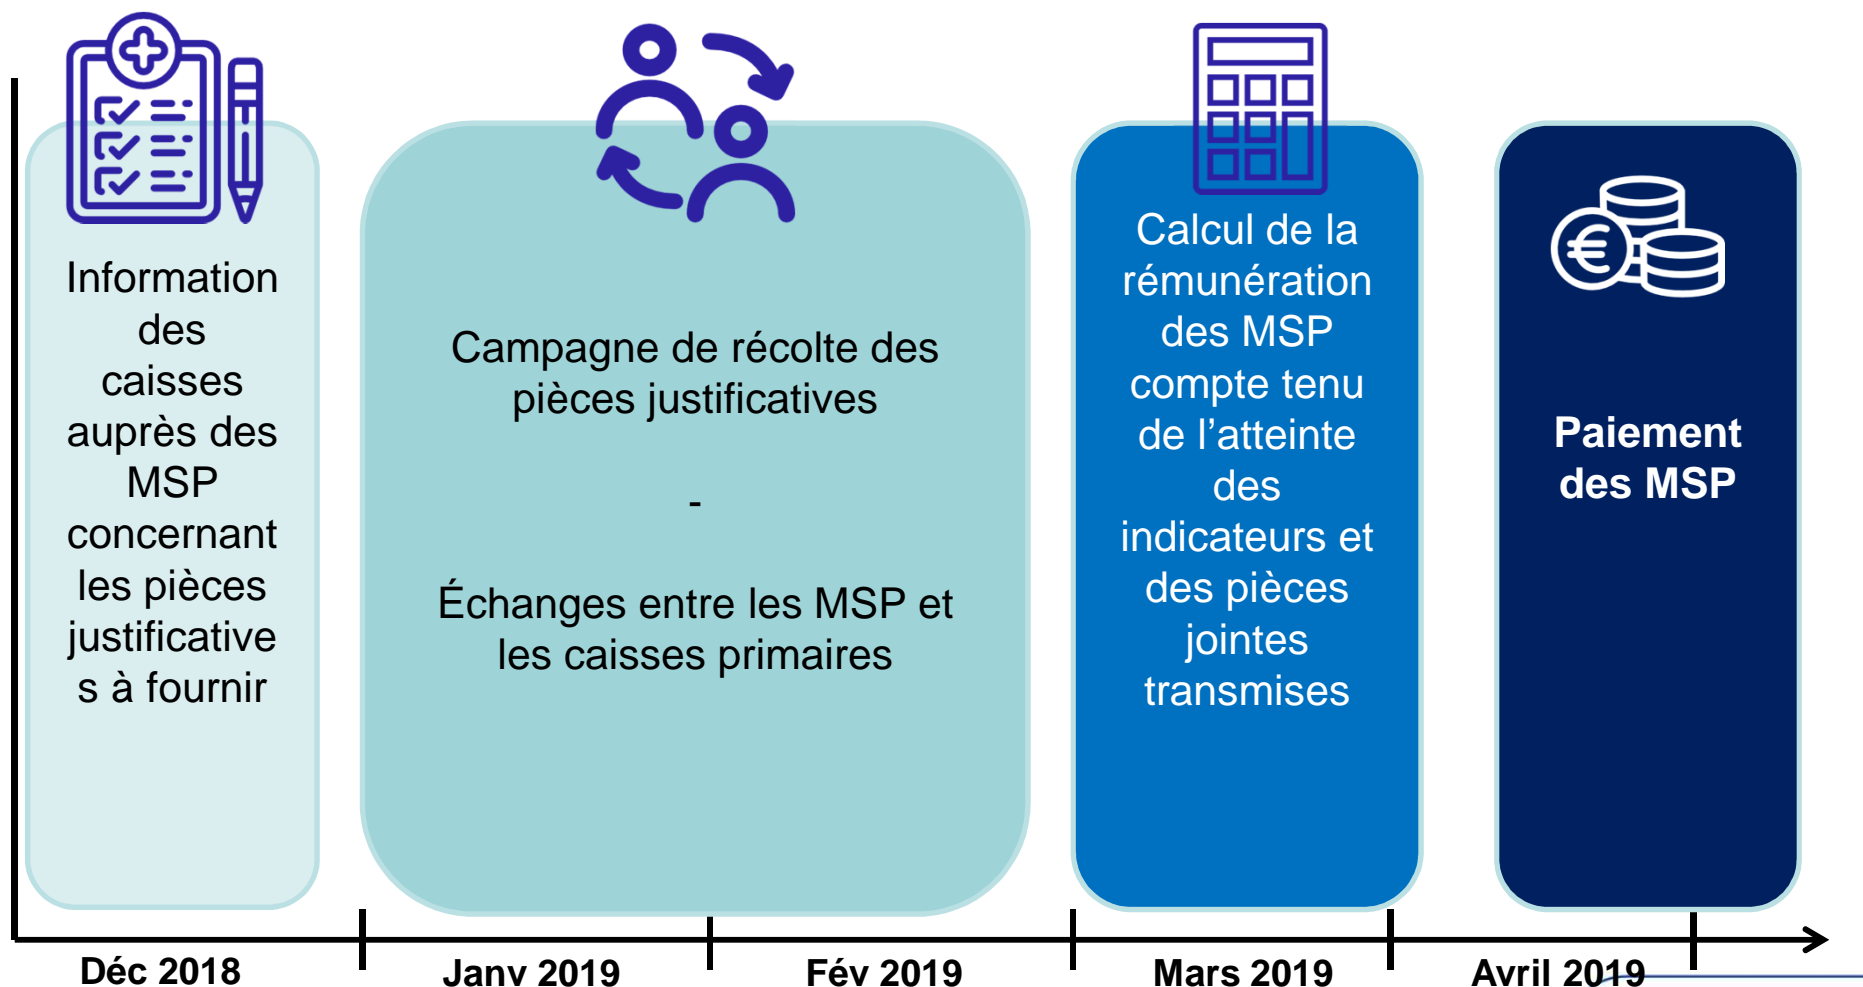 Information
des
caisses
auprès des
MSP
concernant
les pièces
justificative
s à fournir
Campagne de récolte des
pièces justificatives
-
Échanges entre les MSP et
les caisses primaires
Calcul de la
rémunération
des MSP
compte tenu
de l’atteinte
des
indicateurs et
des pièces
jointes
transmises
€
Paiement
des MSP
Déc 2018
Janv 2019
Fév 2019
Mars 2019
Avril 2019